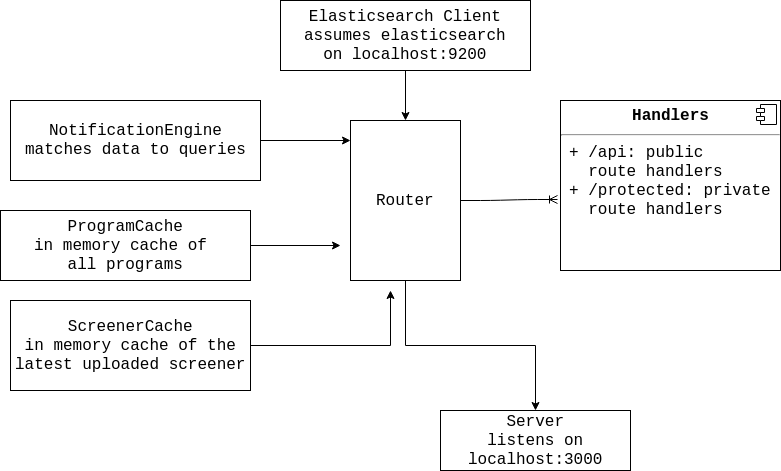 Elasticsearch Client
assumes elasticsearch
on localhost:9200
NotificationEngine
matches data to queries
Handlers
+ /api: public
route handlers
+ /protected: private
route handlers
Router
ProgramCache
in memory cache of
all programs
ScreenerCache
in memory cache of the
latest uploaded screener
Server
listens on
localhost:3000